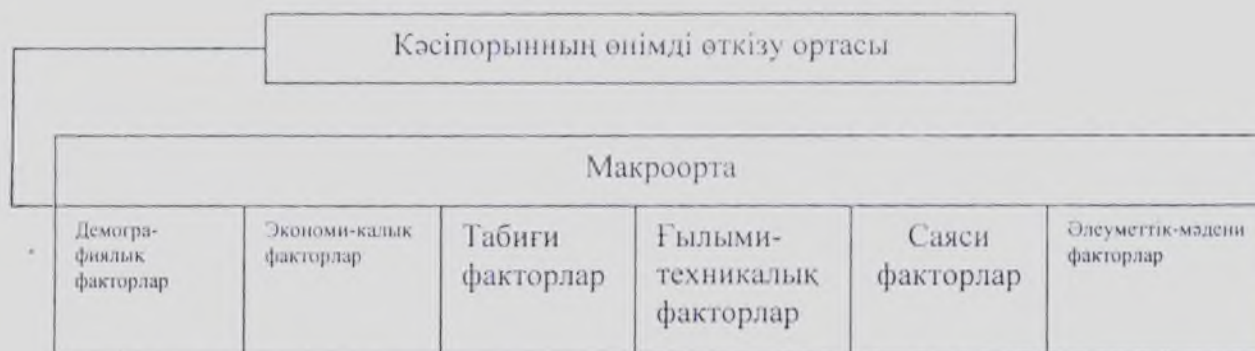 Кәсіпорынның өнімді өткізу ортасы
Макроорта
Демогра-
фиялық
факторлар
Экономи-калык
факторлар
Табиғи
факторлар
Ғылыми-
техникалық
факторлар
Саяси
факторлар
Әлеуметтік-мәдени
факторлар